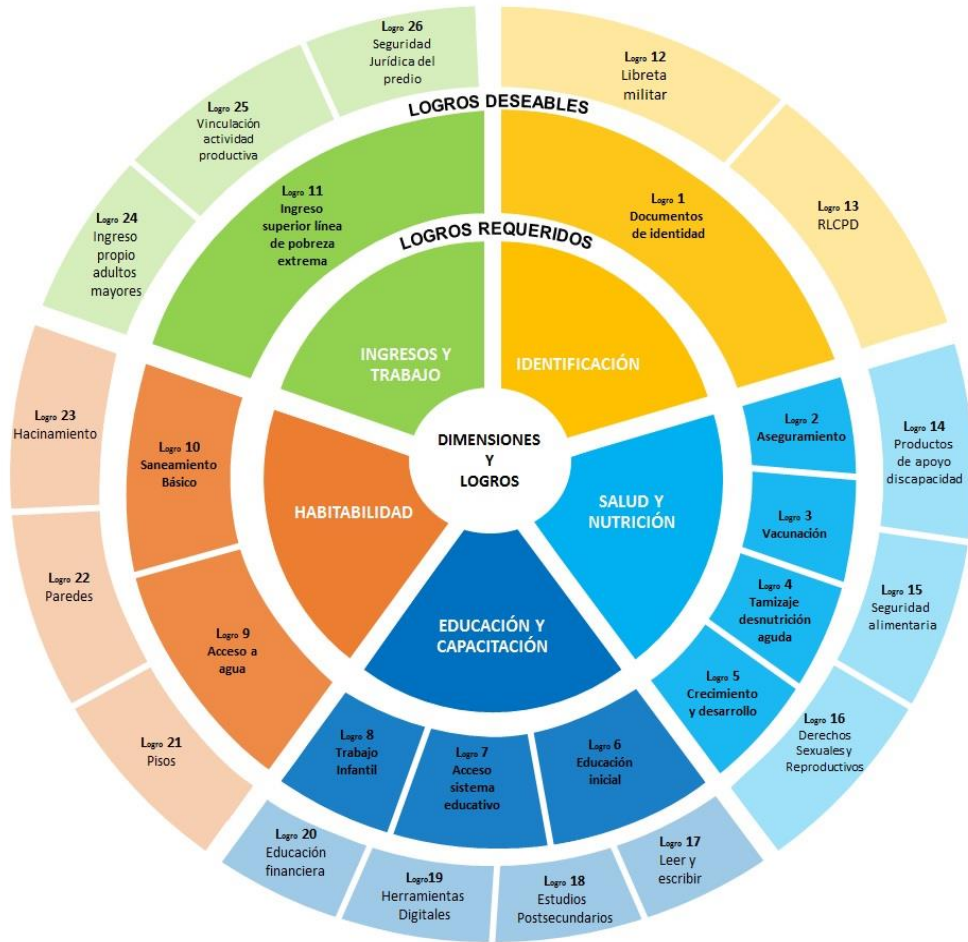 DIMENSIONES
Y
LOGROS
LOGROS REQUERIDOS
LOGROS DESEABLES
IDENTIFICACIÓN
Logro 1
Documentos
de identidad
Logro 12
Libreta
militar
Logro 13
RLCPD
SALUD Y
NUTRICIÓN
Logro 2
Aseguramiento
Logro 3
Vacunación
Logro 4
Tamizaje
desnutrición
aguda
Logro 5
Crecimiento
y desarrollo
Logro 14
Productos
de apoyo
discapacidad
Logro 15
Seguridad
alimentaria
Logro 16
Derechos
Sexuales y
Reproductivos
EDUCACIÓN Y
CAPACITACIÓN
Logro 6
Educación
inicial
Logro 7
Acceso
sistema
educativo
Logro 8
Trabajo
Infantil
Logro 17
Leer y
escribir
Logro 18
Estudios
Postsecundarios
Logro19
Herramientas
Digitales
Logro 20
Educación
financiera
HABITABILIDAD
Logro 9
Acceso a
agua
Logro 10
Saneamiento
Básico
Logro 21
Pisos
Logro 22
Paredes
Logro 23
Hacinamiento
INGRESOS Y
TRABAJO
Logro 11
Ingreso
superior línea
de pobreza
extrema
Logro 24
Ingreso
propio
adultos
mayores
Logro 25
Vinculación
actividad
productiva
Logro 26
Seguridad
Jurídica del
predio